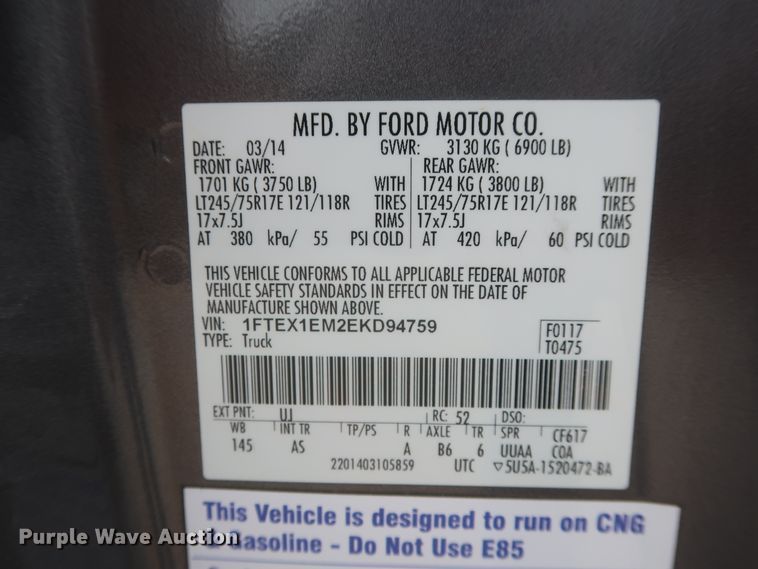 MFD. BY FORD MOTOR CO.
DATE: 03/14 GVWR: 3130 KG ( 6900 LB)
FRONT GAWR: REAR GAWR:
1701 KG ( 3750 LB) WITH 1724 KG ( 3800 LB) WITH
LT245/75R17E 121/118R TIRES LT245/75R17E 121/118R TIRES
17x7.5J RIMS 17x7.5J RIMS
AT 380 kPa/ 55 PSI COLD AT 420 kPa/ 60 PSI COLD
THIS VEHICLE CONFORMS TO ALL APPLICABLE FEDERAL MOTOR
VEHICLE SAFETY STANDARDS IN EFFECT ON THE DATE OF
MANUFACTURE SHOWN ABOVE.
VIN: 1FTEX1EM2EKD94759 F0117
TYPE: Truck T0475
EXT PNT: UJ RC: 52 DSO:
WB INT TR TP/PS R AXLE TR SPR CF617
145 AS A B6 6 UUAA COA
2201403105859 UTC ▽5U5A-1520472-BA
This Vehicle is designed to run on CNG
& Gasoline - Do Not Use E85
Purple Wave Auction